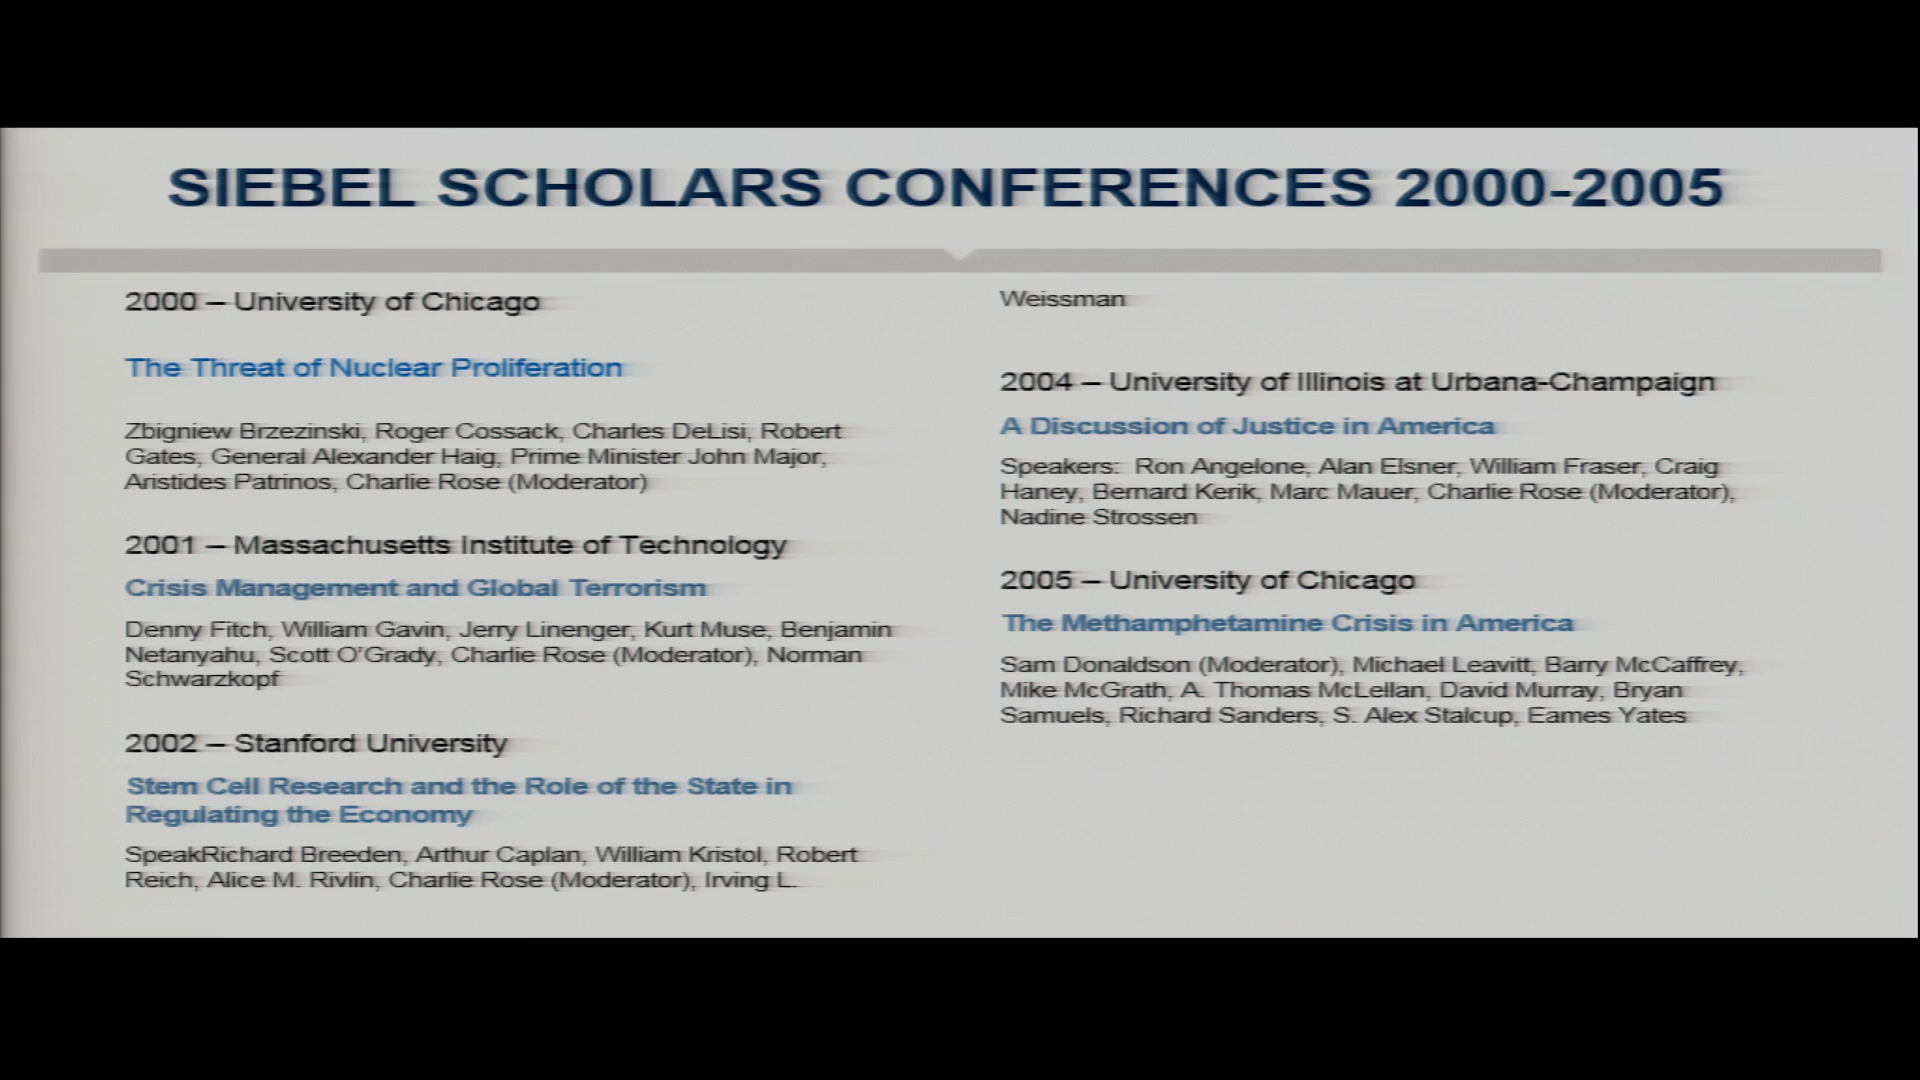 SIEBEL SCHOLARS CONFERENCES 2000-2005
2000 – University of Chicago
The Threat of Nuclear Proliferation
Zbigniew Brzezinski, Roger Cossack, Charles DeLisi, Robert
Gates, General Alexander Haig, Prime Minister John Major,
Aristides Patrinos, Charlie Rose (Moderator)
2001 – Massachusetts Institute of Technology
Crisis Management and Global Terrorism
Denny Fitch, William Gavin, Jerry Linenger, Kurt Muse, Benjamin
Netanyahu, Scott O'Grady, Charlie Rose (Moderator), Norman
Schwarzkopf
2002 – Stanford University
Stem Cell Research and the Role of the State in
Regulating the Economy
SpeakRichard Breeden, Arthur Caplan, William Kristol, Robert
Reich, Alice M. Rivlin, Charlie Rose (Moderator), Irving L.
Weissman
2004 – University of Illinois at Urbana-Champaign
A Discussion of Justice in America
Speakers: Ron Angelone, Alan Elsner, William Fraser, Craig
Haney, Bernard Kerik, Marc Mauer, Charlie Rose (Moderator),
Nadine Strossen
2005 – University of Chicago
The Methamphetamine Crisis in America
Sam Donaldson (Moderator), Michael Leavitt, Barry McCaffrey,
Mike McGrath, A. Thomas McLellan, David Murray, Bryan
Samuels, Richard Sanders, S. Alex Stalcup, Eames Yates